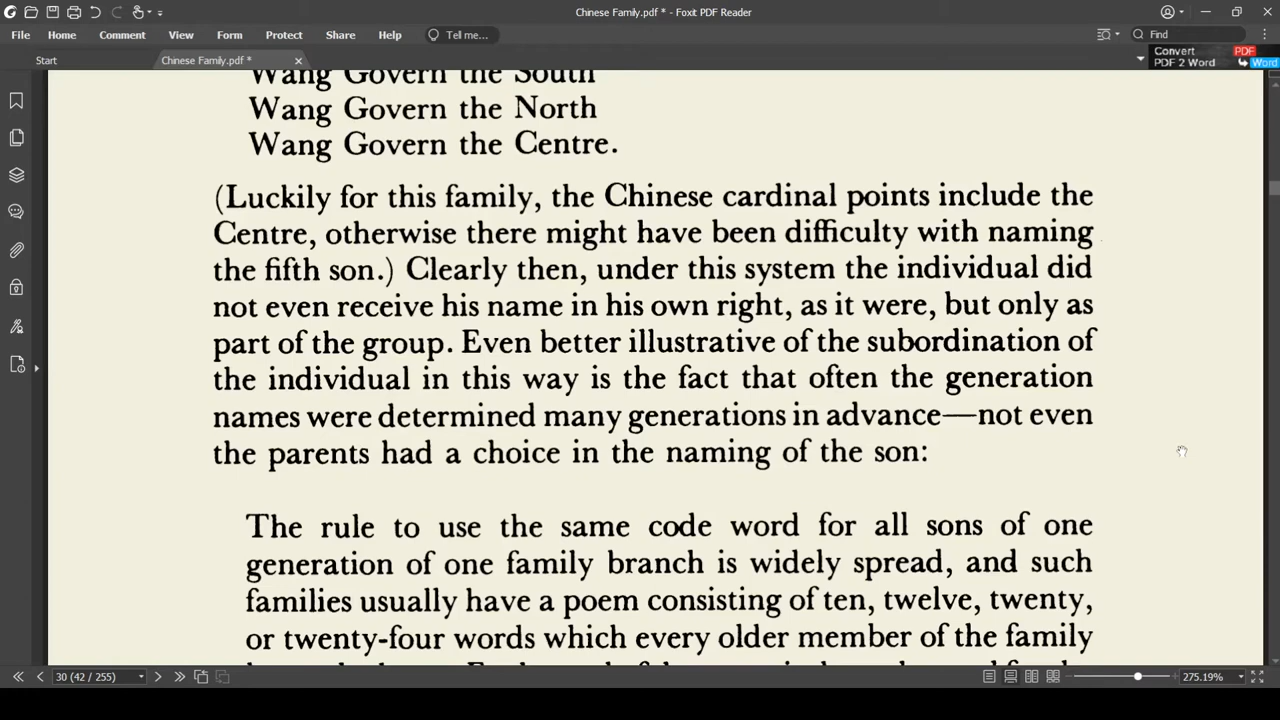 Chinese Family.pdf * - Foxit PDF Reader
File Home Comment View Form Protect Share Help Tell me... Find
Start Chinese Family.pdf * Convert PDF
PDF 2 Word Word
Wang Govern the South
Wang Govern the North
Wang Govern the Centre.
(Luckily for this family, the Chinese cardinal points include the
Centre, otherwise there might have been difficulty with naming
the fifth son.) Clearly then, under this system the individual did
not even receive his name in his own right, as it were, but only as
part of the group. Even better illustrative of the subordination of
the individual in this way is the fact that often the generation
names were determined many generations in advance—not even
the parents had a choice in the naming of the son:
The rule to use the same code word for all sons of one
generation of one family branch is widely spread, and such
families usually have a poem consisting of ten, twelve, twenty,
or twenty-four words which every older member of the family
30 (42 / 255) 275.19%